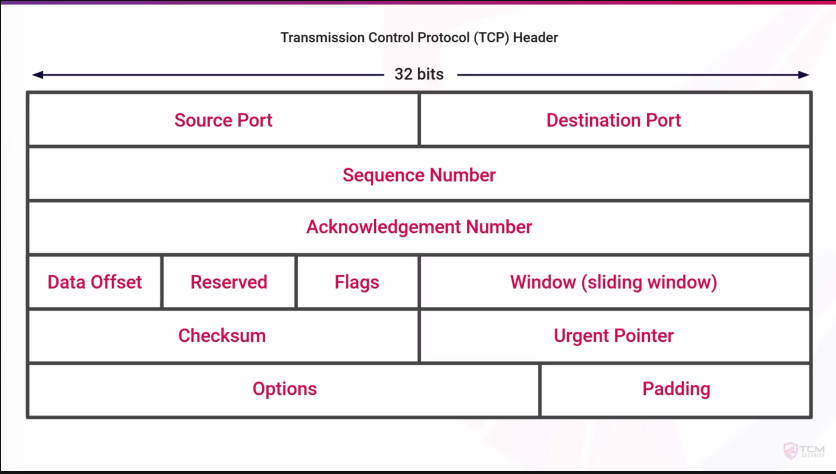 Transmission Control Protocol (TCP) Header
32 bits
Source Port Destination Port
Sequence Number
Acknowledgement Number
Data Offset Reserved Flags Window (sliding window)
Checksum Urgent Pointer
Options Padding
TCM
SECURITY